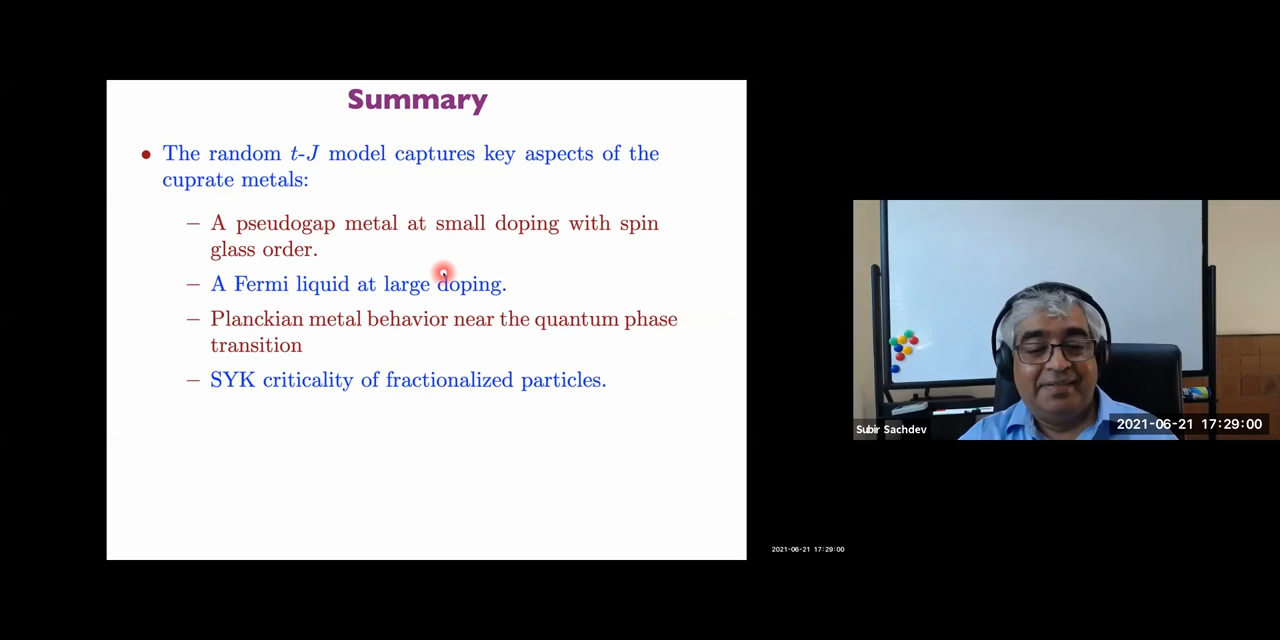 Summary
• The random t-J model captures key aspects of the
cuprate metals:
– A pseudogap metal at small doping with spin
glass order.
– A Fermi liquid at large doping.
– Planckian metal behavior near the quantum phase
transition
– SYK criticality of fractionalized particles.
Subir Sachdev
2021-06-21 17:29:00
2021-06-21 17:29:00